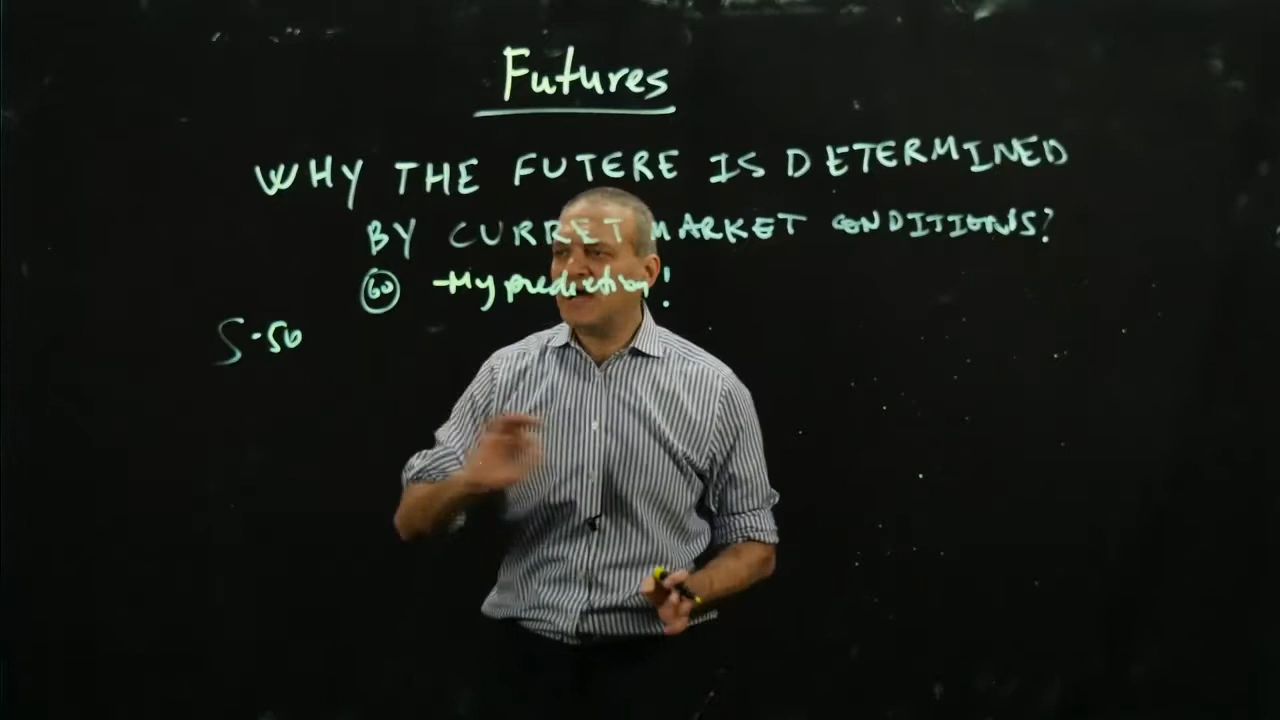 Futures
WHY THE FUTERE IS DETERMINED
BY CURRET MARKET CONDITIONS?
60 - My prediction!
S - 50